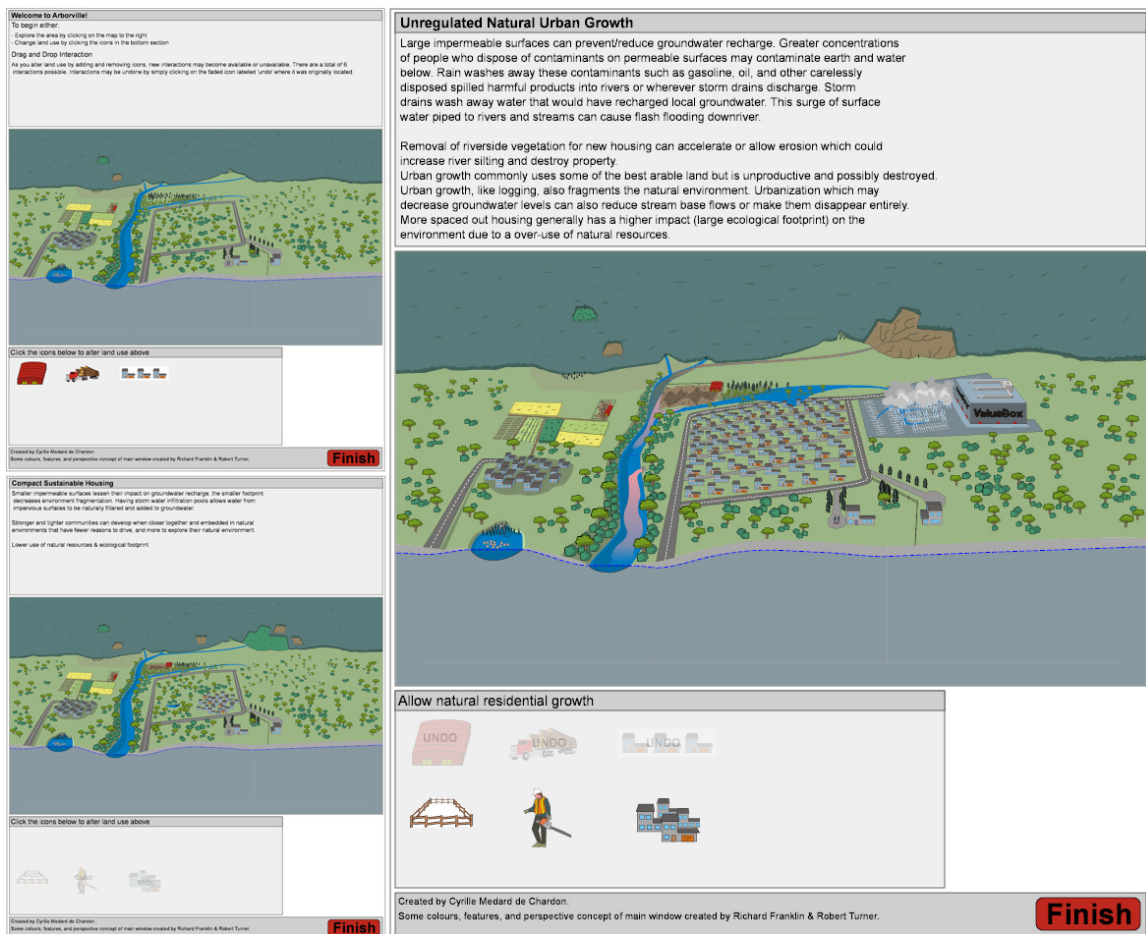 Welcome to Arborville!
To begin either:
- Explore the area by clicking on the map to the right
- Change land use by clicking the icons in the bottom section
Drag and Drop Interaction
As you alter land use by adding and removing icons, new interactions may become available or unavailable. There are a total of 6
interactions possible. Interactions may be undone by simply clicking on the faded icon labeled 'undo' where it was originally located
Click the icons below to alter land use above
Created by Cyrille Medard de Chardon.
Some colours, features, and perspective concept of main window created by Richard Franklin & Robert Turner.
Finish
Compact Sustainable Housing
Smaller impermeable surfaces lessen their impact on groundwater recharge, the smaller footprint
decreases environment fragmentation. Having storm water infiltration pools allows water from
impervious surfaces to be naturally filtered and added to groundwater.
Stronger and tighter communities can develop when closer together and embedded in natural
environments that have fewer reasons to drive, and more to explore their natural environment.
Lower use of natural resources & ecological footprint
Click the icons below to alter land use above
Created by Cyrille Medard de Chardon.
Some colours, features, and perspective concept of main window created by Richard Franklin & Robert Turner.
Finish
Unregulated Natural Urban Growth
Large impermeable surfaces can prevent/reduce groundwater recharge. Greater concentrations
of people who dispose of contaminants on permeable surfaces may contaminate earth and water
below. Rain washes away these contaminants such as gasoline, oil, and other carelessly
disposed spilled harmful products into rivers or wherever storm drains discharge. Storm
drains wash away water that would have recharged local groundwater. This surge of surface
water piped to rivers and streams can cause flash flooding downriver.
Removal of riverside vegetation for new housing can accelerate or allow erosion which could
increase river silting and destroy property.
Urban growth commonly uses some of the best arable land but is unproductive and possibly destroyed.
Urban growth, like logging, also fragments the natural environment. Urbanization which may
decrease groundwater levels can also reduce stream base flows or make them disappear entirely.
More spaced out housing generally has a higher impact (large ecological footprint) on the
environment due to a over-use of natural resources.
ValueBox
Allow natural residential growth
UNDO
UNDO
UNDO
Created by Cyrille Medard de Chardon.
Some colours, features, and perspective concept of main window created by Richard Franklin & Robert Turner.
Finish